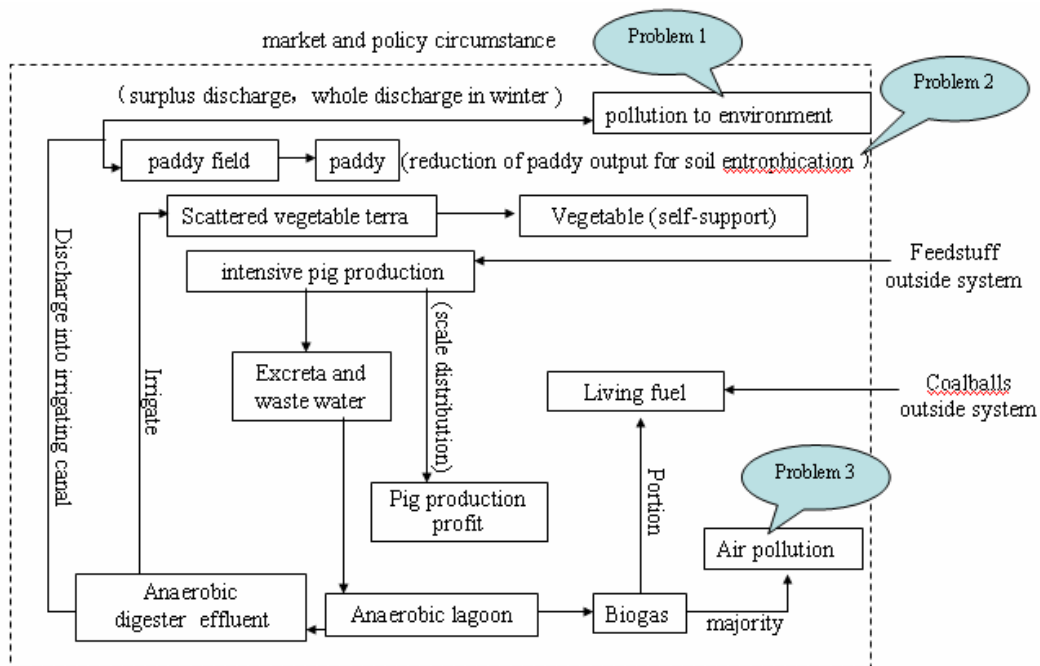 market and policy circumstance
Problem 1
Problem 2
(surplus discharge, whole discharge in winter)
pollution to environment
paddy field
paddy
(reduction of paddy output for soil entrophication )
Scattered vegetable terra
Vegetable (self-support)
Discharge into irrigating canal
Irrigate
intensive pig production
Feedstuff
outside system
(scale distribution)
Excreta and
waste water
Living fuel
Coalballs
outside system
Portion
Problem 3
Pig production
profit
Air pollution
Anaerobic
digester effluent
Anaerobic lagoon
Biogas
majority